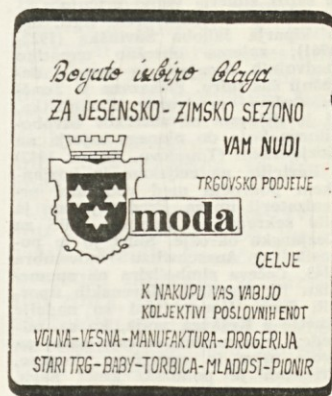 Bogato izbiro blaga
ZA JESENSKO-ZIMSKO SEZONO
VAM NUDI
TRGOVSKO PODJETJE
moda
CELJE
K NAKUPU VAS VABIJO
KOLJEKTIVI POSLOVNIH ENOT
VOLNA-VESNA-MANUFAKTURA-DROGERIJA
STARI TRG-BABY-TORBICA-MLADOST-PIONIR